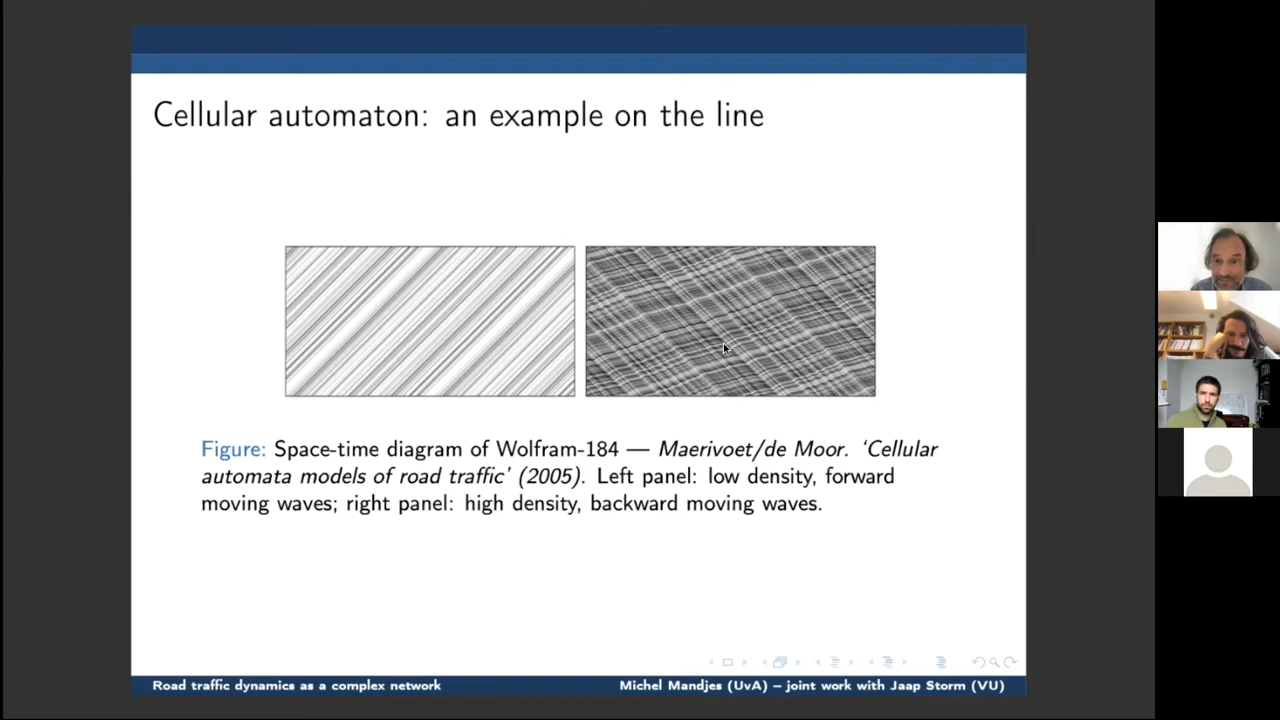 Cellular automaton: an example on the line
Figure: Space-time diagram of Wolfram-184 — Maerivoet/de Moor. ‘Cellular
automata models of road traffic’ (2005). Left panel: low density, forward
moving waves; right panel: high density, backward moving waves.
Road traffic dynamics as a complex network
Michel Mandjes (UvA) – joint work with Jaap Storm (VU)